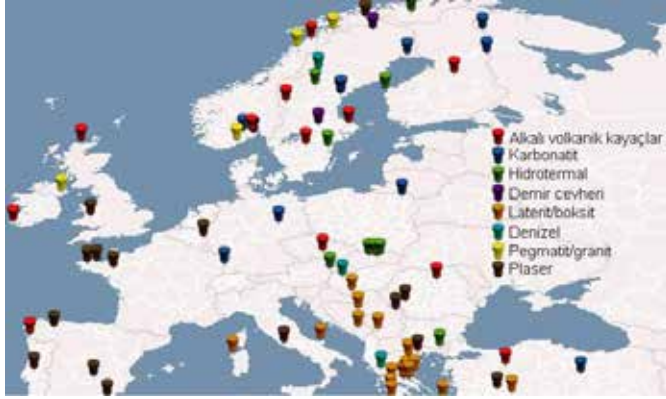 Alkali volkanik kayaçlar
Karbonatit
Hidrotermal
Demir cevheri
Laterit/boksit
Denizel
Pegmatit/granit
Plaser